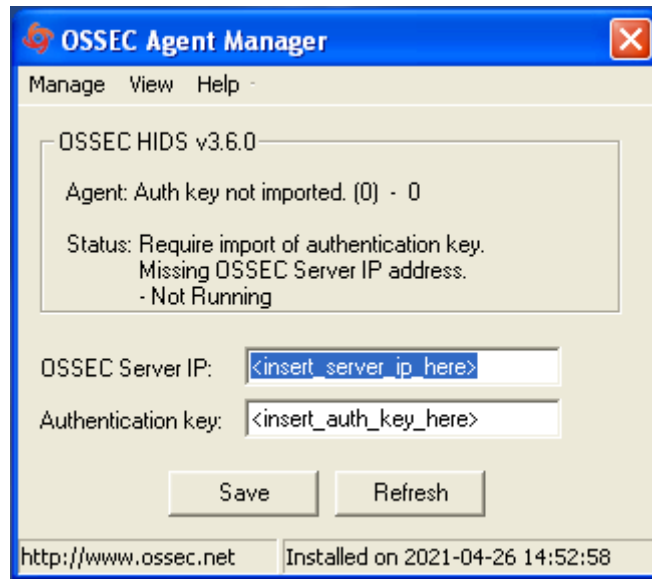 OSSEC Agent Manager
Manage View Help
OSSEC HIDS v3.6.0
Agent: Auth key not imported. (0) - 0
Status: Require import of authentication key.
Missing OSSEC Server IP address.
- Not Running
OSSEC Server IP: <insert_server_ip_here>
Authentication key: <insert_auth_key_here>
Save Refresh
http://www.ossec.net Installed on 2021-04-26 14:52:58